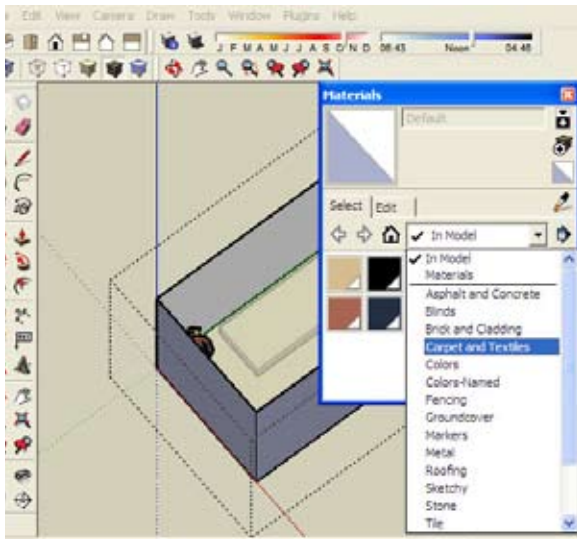 Edit View Camera Draw Tools Window Plugins Help
J F M A M J J A S O N D 06:43 Noon 04:46
Materials
Default
Select Edit
In Model
In Model
Materials
Asphalt and Concrete
Blinds
Brick and Cladding
Carpet and Textiles
Colors
Colors-Named
Fencing
Groundcover
Markers
Metal
Roofing
Sketchy
Stone
Tile